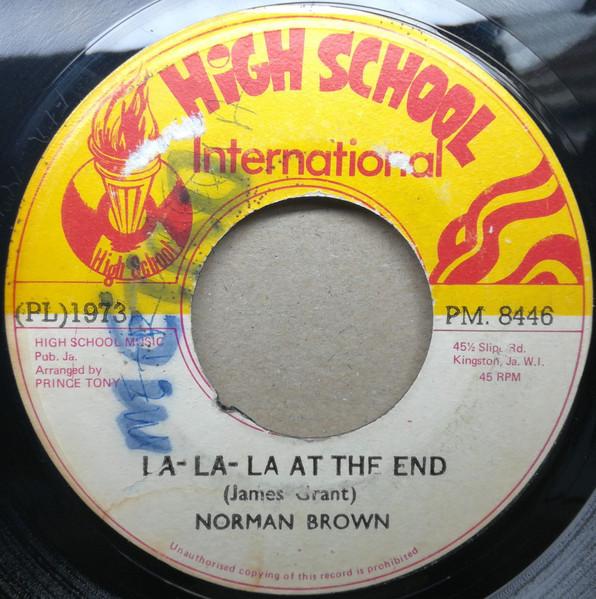 HIGH SCHOOL
International
High School
(PL)1973
PM. 8446
HIGH SCHOOL MUSIC
Pub. Ja.
Arranged by
PRINCE TONY
45½ Slipe Rd.
Kingston, Ja. W.I.
45 RPM
LA-LA-LA AT THE END
(James Grant)
NORMAN BROWN
Unauthorised copying of this record is prohibited